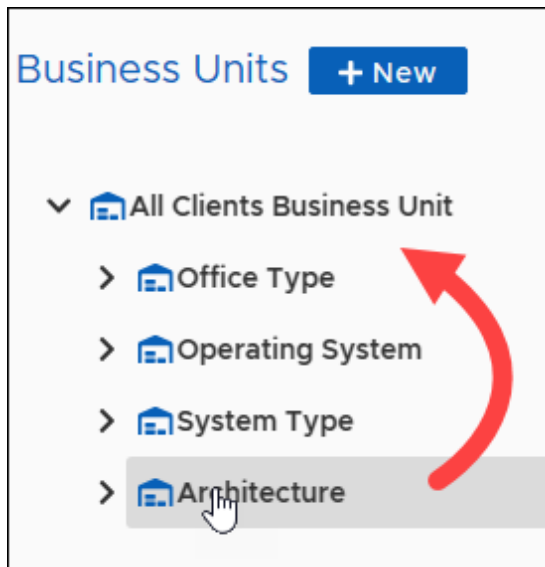 Business Units + New
All Clients Business Unit
Office Type
Operating System
System Type
Architecture